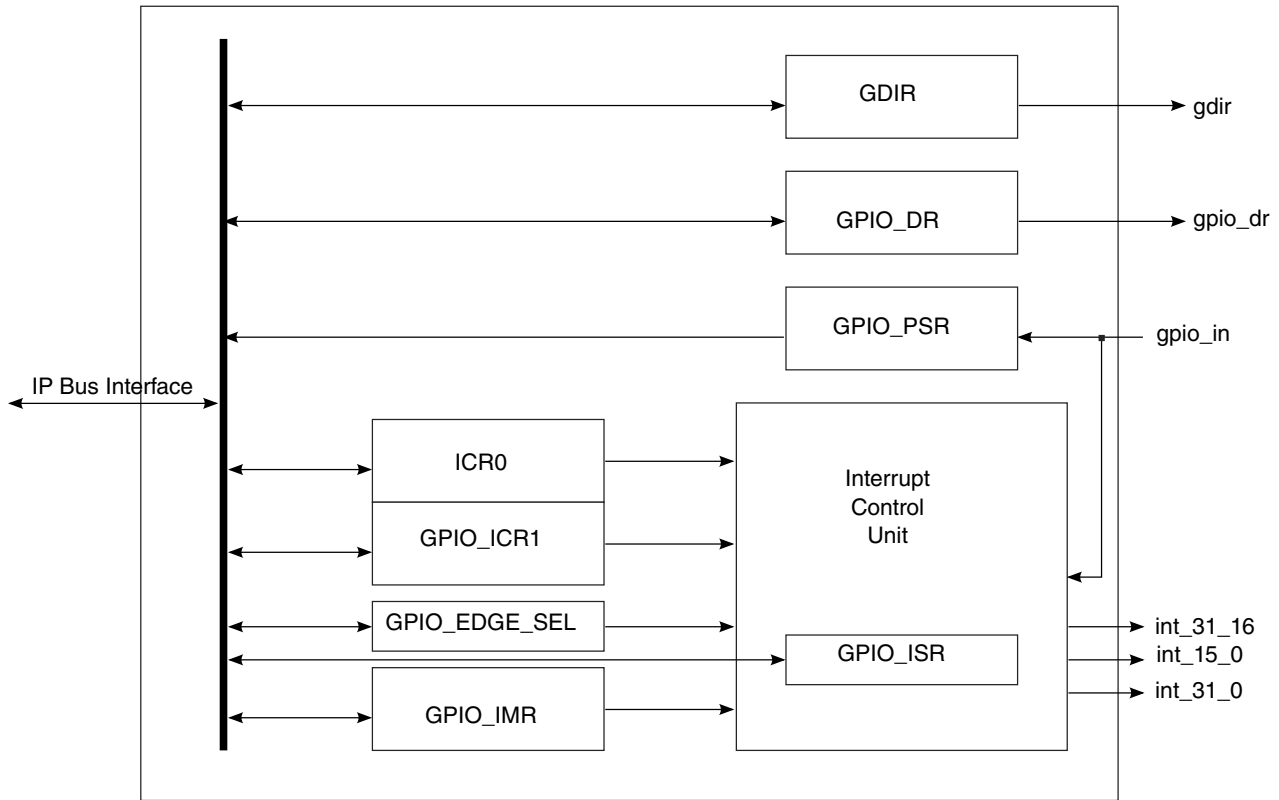 GDIR
gdir
GPIO_DR
gpio_dr
GPIO_PSR
gpio_in
IP Bus Interface
ICR0
Interrupt
Control
Unit
GPIO_ICR1
GPIO_EDGE_SEL
int_31_16
GPIO_ISR
int_15_0
int_31_0
GPIO_IMR